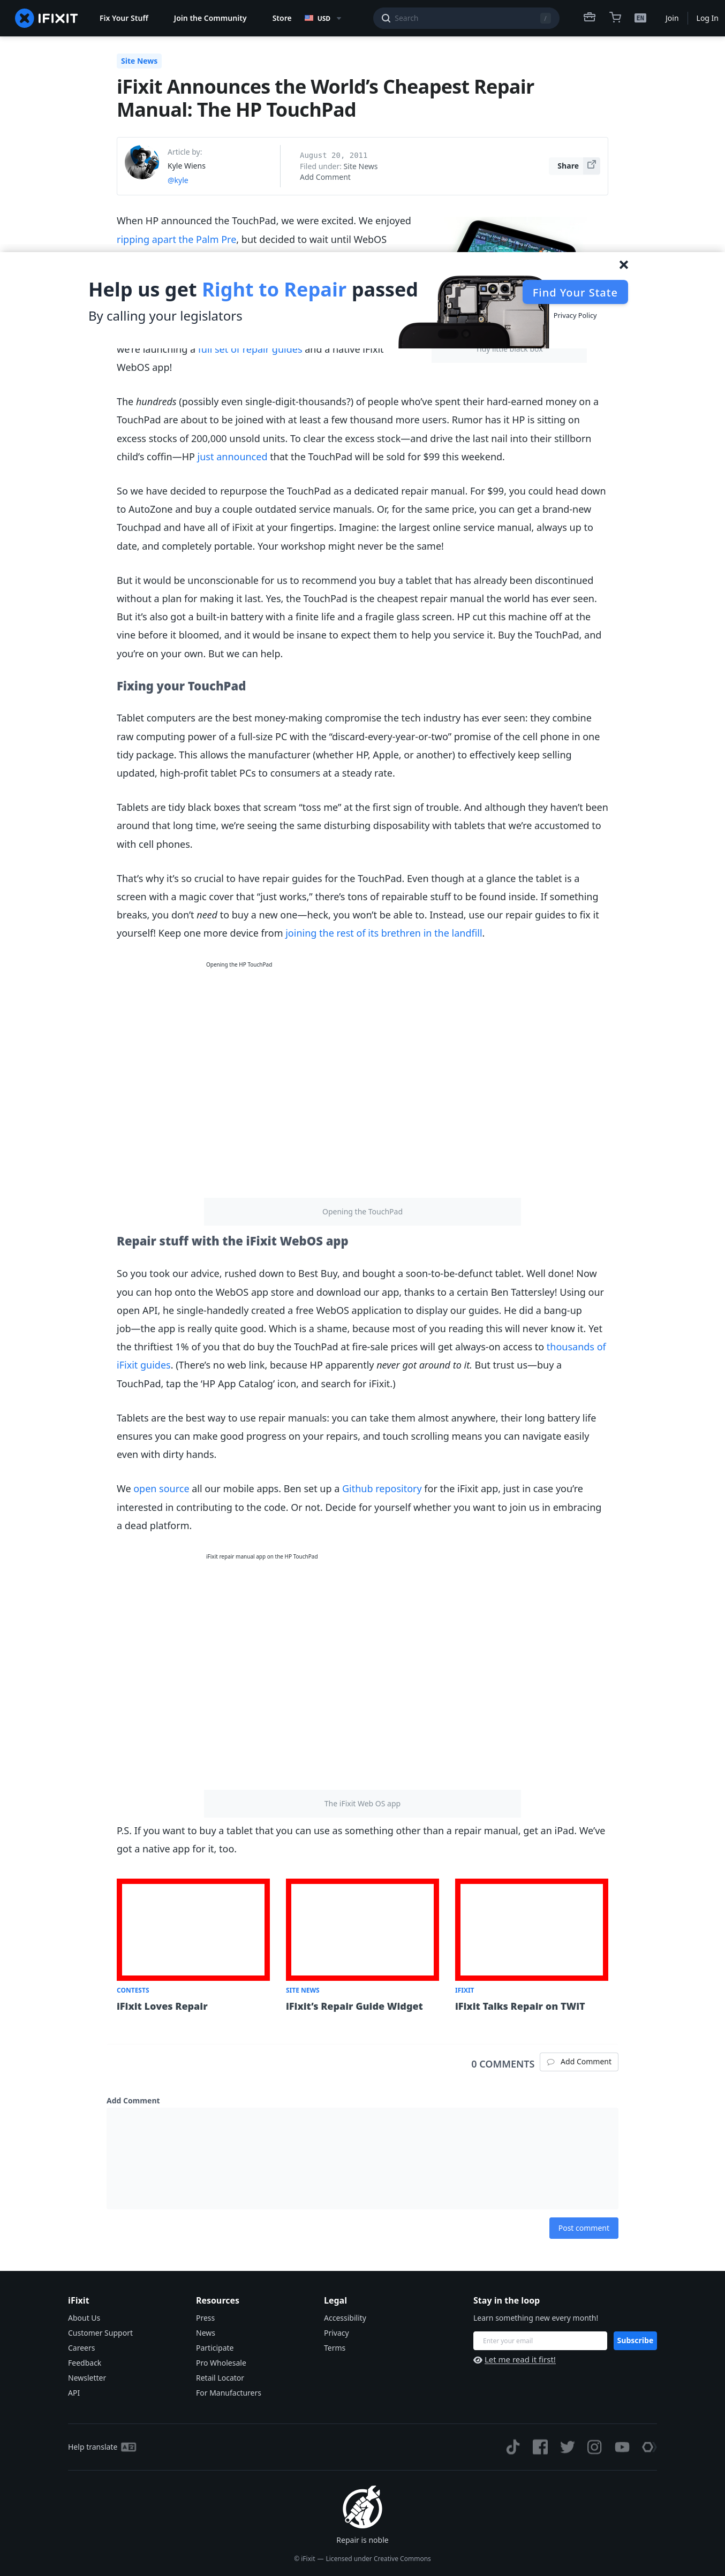 IFIXIT
Fix Your Stuff
Join the Community
Store
USD
Search
/
EN
Join
Log In
Site News
iFixit Announces the World’s Cheapest Repair
Manual: The HP TouchPad
Article by:
Kyle Wiens
@kyle
August 20, 2011
Filed under: Site News
Add Comment
Share
When HP announced the TouchPad, we were excited. We enjoyed
ripping apart the Palm Pre, but decided to wait until WebOS
Help us get Right to Repair passed
By calling your legislators
Find Your State
Privacy Policy
we’re launching a full set of repair guides and a native iFixit
WebOS app!
Tidy little black box
The hundreds (possibly even single-digit-thousands?) of people who’ve spent their hard-earned money on a
TouchPad are about to be joined with at least a few thousand more users. Rumor has it HP is sitting on
excess stocks of 200,000 unsold units. To clear the excess stock—and drive the last nail into their stillborn
child’s coffin—HP just announced that the TouchPad will be sold for $99 this weekend.
So we have decided to repurpose the TouchPad as a dedicated repair manual. For $99, you could head down
to AutoZone and buy a couple outdated service manuals. Or, for the same price, you can get a brand-new
Touchpad and have all of iFixit at your fingertips. Imagine: the largest online service manual, always up to
date, and completely portable. Your workshop might never be the same!
But it would be unconscionable for us to recommend you buy a tablet that has already been discontinued
without a plan for making it last. Yes, the TouchPad is the cheapest repair manual the world has ever seen.
But it’s also got a built-in battery with a finite life and a fragile glass screen. HP cut this machine off at the
vine before it bloomed, and it would be insane to expect them to help you service it. Buy the TouchPad, and
you’re on your own. But we can help.
Fixing your TouchPad
Tablet computers are the best money-making compromise the tech industry has ever seen: they combine
raw computing power of a full-size PC with the “discard-every-year-or-two” promise of the cell phone in one
tidy package. This allows the manufacturer (whether HP, Apple, or another) to effectively keep selling
updated, high-profit tablet PCs to consumers at a steady rate.
Tablets are tidy black boxes that scream “toss me” at the first sign of trouble. And although they haven’t been
around that long time, we’re seeing the same disturbing disposability with tablets that we’re accustomed to
with cell phones.
That’s why it’s so crucial to have repair guides for the TouchPad. Even though at a glance the tablet is a
screen with a magic cover that “just works,” there’s tons of repairable stuff to be found inside. If something
breaks, you don’t need to buy a new one—heck, you won’t be able to. Instead, use our repair guides to fix it
yourself! Keep one more device from joining the rest of its brethren in the landfill.
Opening the HP TouchPad
Opening the TouchPad
Repair stuff with the iFixit WebOS app
So you took our advice, rushed down to Best Buy, and bought a soon-to-be-defunct tablet. Well done! Now
you can hop onto the WebOS app store and download our app, thanks to a certain Ben Tattersley! Using our
open API, he single-handedly created a free WebOS application to display our guides. He did a bang-up
job—the app is really quite good. Which is a shame, because most of you reading this will never know it. Yet
the thriftiest 1% of you that do buy the TouchPad at fire-sale prices will get always-on access to thousands of
iFixit guides. (There’s no web link, because HP apparently never got around to it. But trust us—buy a
TouchPad, tap the ‘HP App Catalog’ icon, and search for iFixit.)
Tablets are the best way to use repair manuals: you can take them almost anywhere, their long battery life
ensures you can make good progress on your repairs, and touch scrolling means you can navigate easily
even with dirty hands.
We open source all our mobile apps. Ben set up a Github repository for the iFixit app, just in case you’re
interested in contributing to the code. Or not. Decide for yourself whether you want to join us in embracing
a dead platform.
iFixit repair manual app on the HP TouchPad
The iFixit Web OS app
P.S. If you want to buy a tablet that you can use as something other than a repair manual, get an iPad. We’ve
got a native app for it, too.
CONTESTS
iFixit Loves Repair
SITE NEWS
iFixit’s Repair Guide Widget
IFIXIT
iFixit Talks Repair on TWiT
0 COMMENTS
Add Comment
Add Comment
Post comment
iFixit
About Us
Customer Support
Careers
Feedback
Newsletter
API
Resources
Press
News
Participate
Pro Wholesale
Retail Locator
For Manufacturers
Legal
Accessibility
Privacy
Terms
Stay in the loop
Learn something new every month!
Enter your email
Subscribe
Let me read it first!
Help translate
Repair is noble
© iFixit — Licensed under Creative Commons